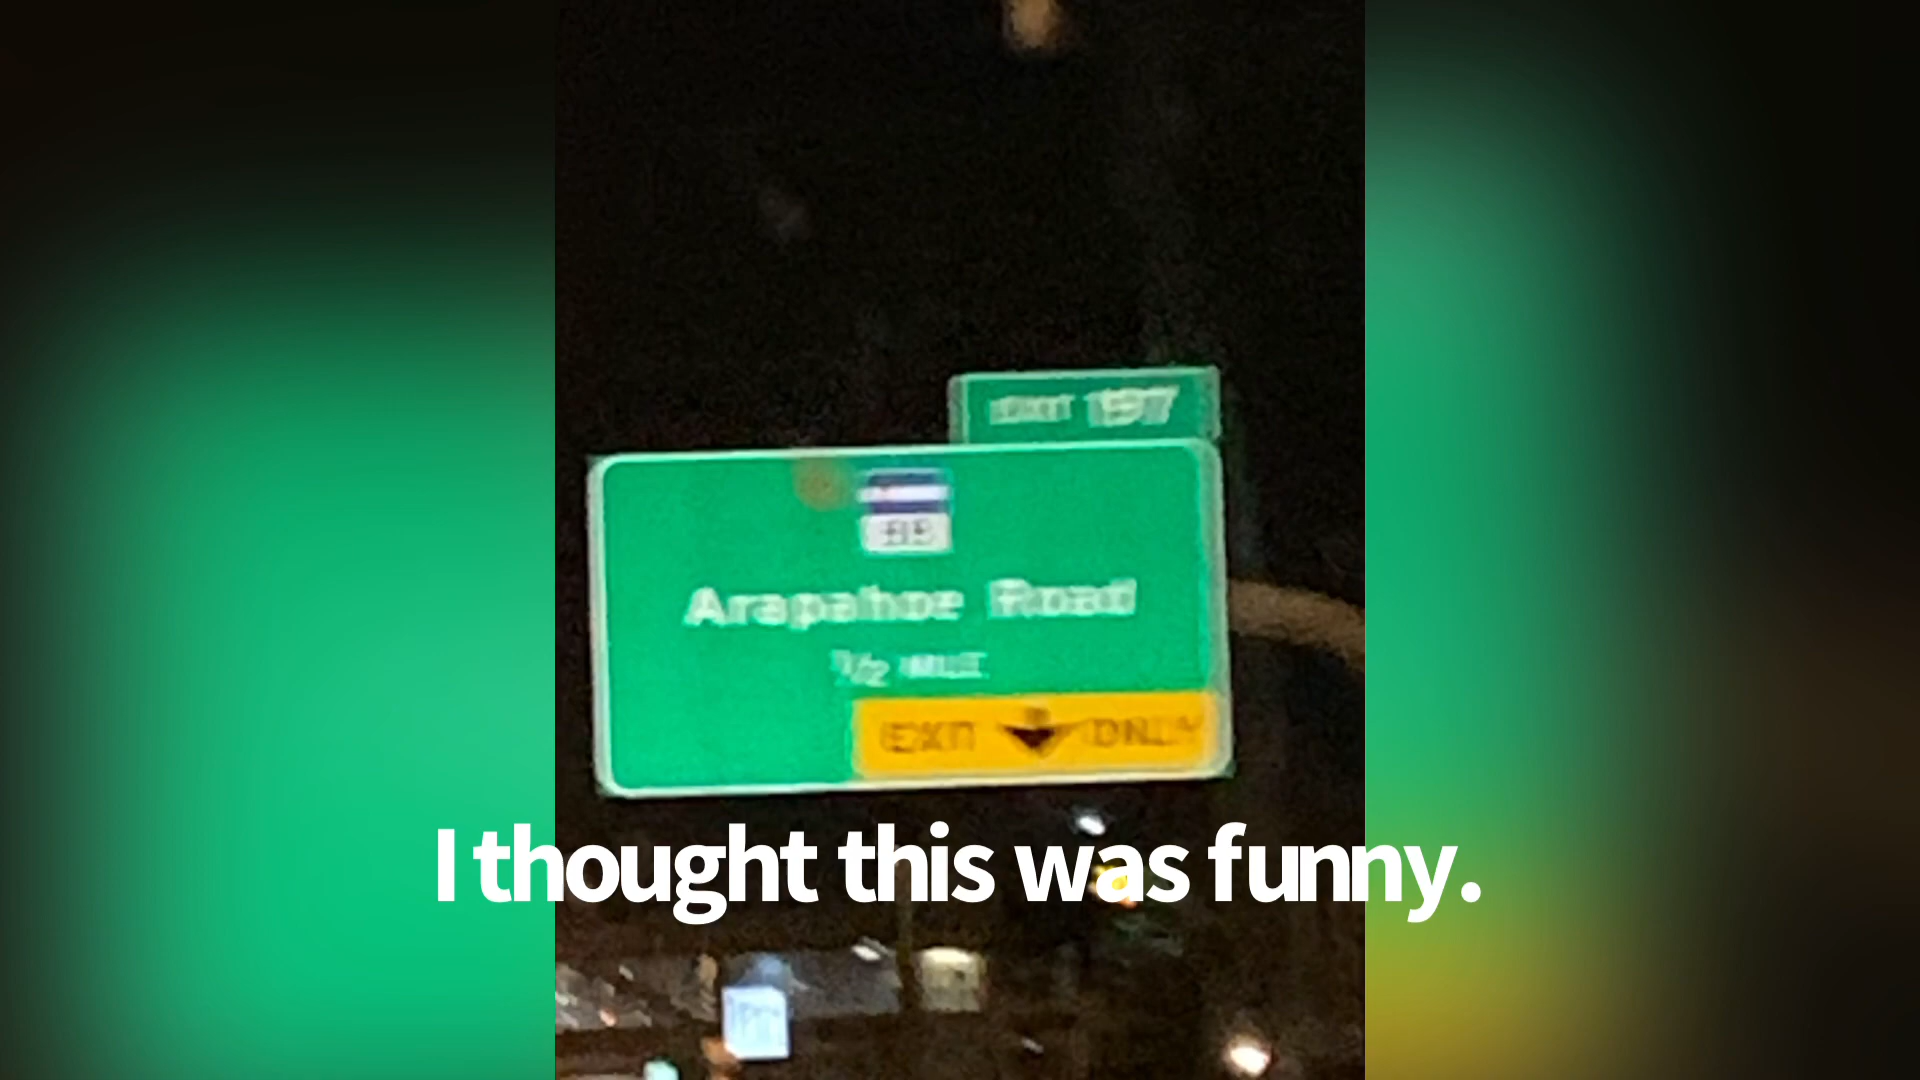 EXIT 197
88
Arapahoe Road
1/2 MILE
EXIT ONLY
I thought this was funny.